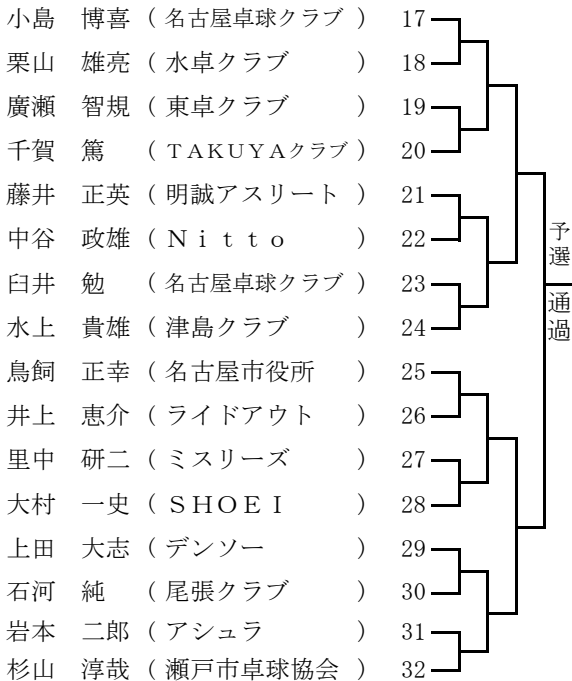 小島　博喜（名古屋卓球クラブ）　17
栗山　雄亮（水卓クラブ　　　）　18
廣瀬　智規（東卓クラブ　　　）　19
千賀　篤　（ＴＡＫＵＹＡクラブ）　20
藤井　正英（明誠アスリート　）　21
中谷　政雄（Ｎｉｔｔｏ　　　）　22
臼井　勉　（名古屋卓球クラブ）　23
水上　貴雄（津島クラブ　　　）　24
鳥飼　正幸（名古屋市役所　　）　25
井上　恵介（ライドアウト　　）　26
里中　研二（ミスリーズ　　　）　27
大村　一史（ＳＨＯＥＩ　　　）　28
上田　大志（デンソー　　　　）　29
石河　純　（尾張クラブ　　　）　30
岩本　二郎（アシュラ　　　　）　31
杉山　淳哉（瀬戸市卓球協会　）　32
予選通過